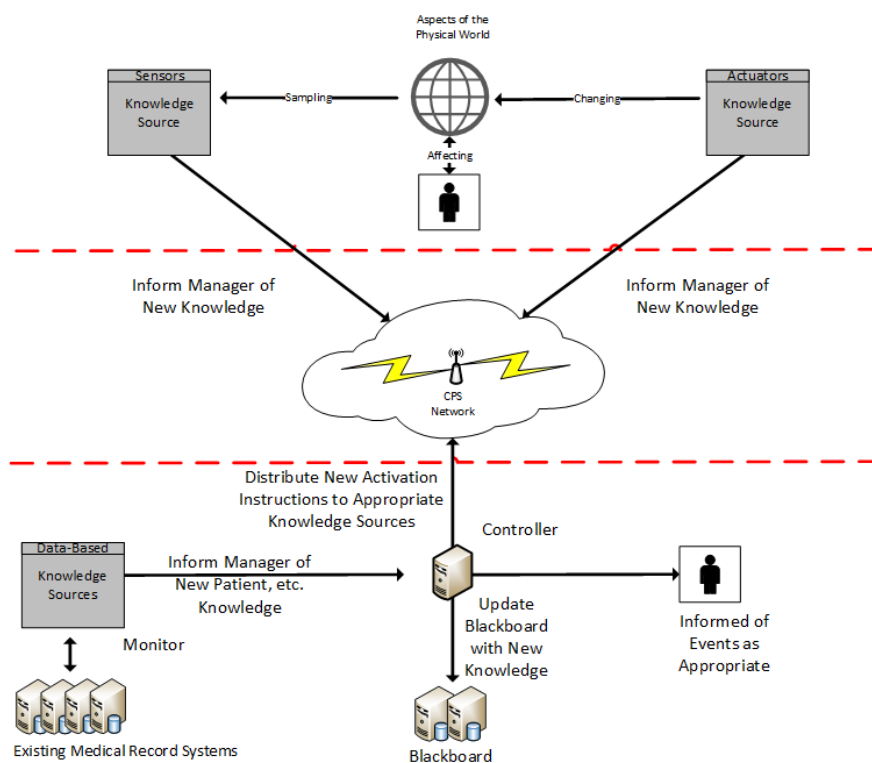 Aspects of the
Physical World
Sensors
Knowledge
Source
Sampling
Changing
Actuators
Knowledge
Source
Affecting
Inform Manager of
New Knowledge
Inform Manager of
New Knowledge
CPS
Network
Distribute New Activation
Instructions to Appropriate
Knowledge Sources
Controller
Data-Based
Knowledge
Sources
Inform Manager of
New Patient, etc.
Knowledge
Monitor
Update
Blackboard
with New
Knowledge
Informed of
Events as
Appropriate
Existing Medical Record Systems
Blackboard